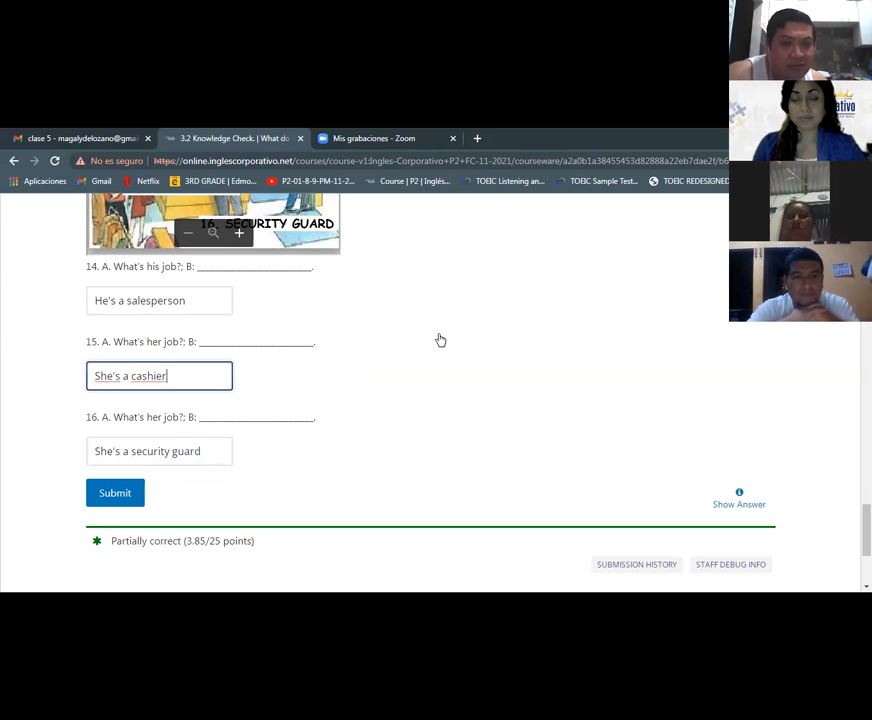 clase 5 - magalydelozano@gma
3.2 Knowledge Check. | What do
Mis grabaciones - Zoom
No es seguro
https://online.inglescorporativo.net/courses/course-v1:Ingles-Corporativo+P2+FC-11-2021/courseware/a2a0b1a38455453d82888a22eb7dae2f/b6
Aplicaciones
Gmail
Netflix
3RD GRADE | Edmo...
P2-01-8-9-PM-11-2...
Course | P2 | Inglés...
TOEIC Listening an...
TOEIC Sample Test...
TOEIC REDESIGNED
ativo
16. SECURITY GUARD
14. A. What's his job?; B: ______________________.
He's a salesperson
15. A. What's her job?; B: ______________________.
She's a cashier
16. A. What's her job?; B: ______________________.
She's a security guard
Submit
Show Answer
Partially correct (3.85/25 points)
SUBMISSION HISTORY
STAFF DEBUG INFO